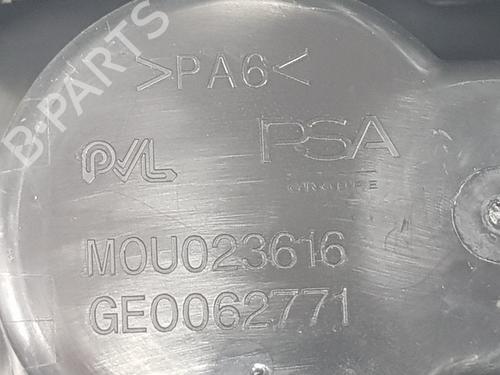 B-PARTS
>PA6<
PVL PSA
GROUPE
MOU023616
GE0062771